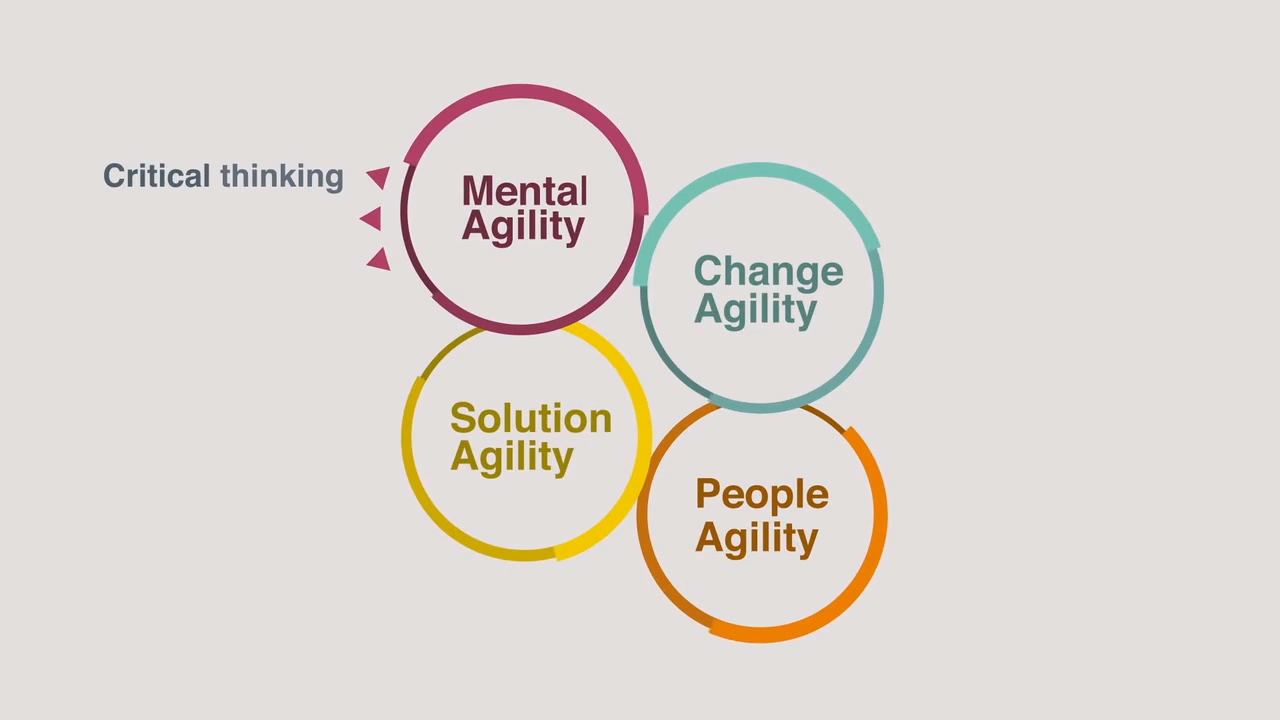 Critical thinking
Mental
Agility
Change
Agility
Solution
Agility
People
Agility